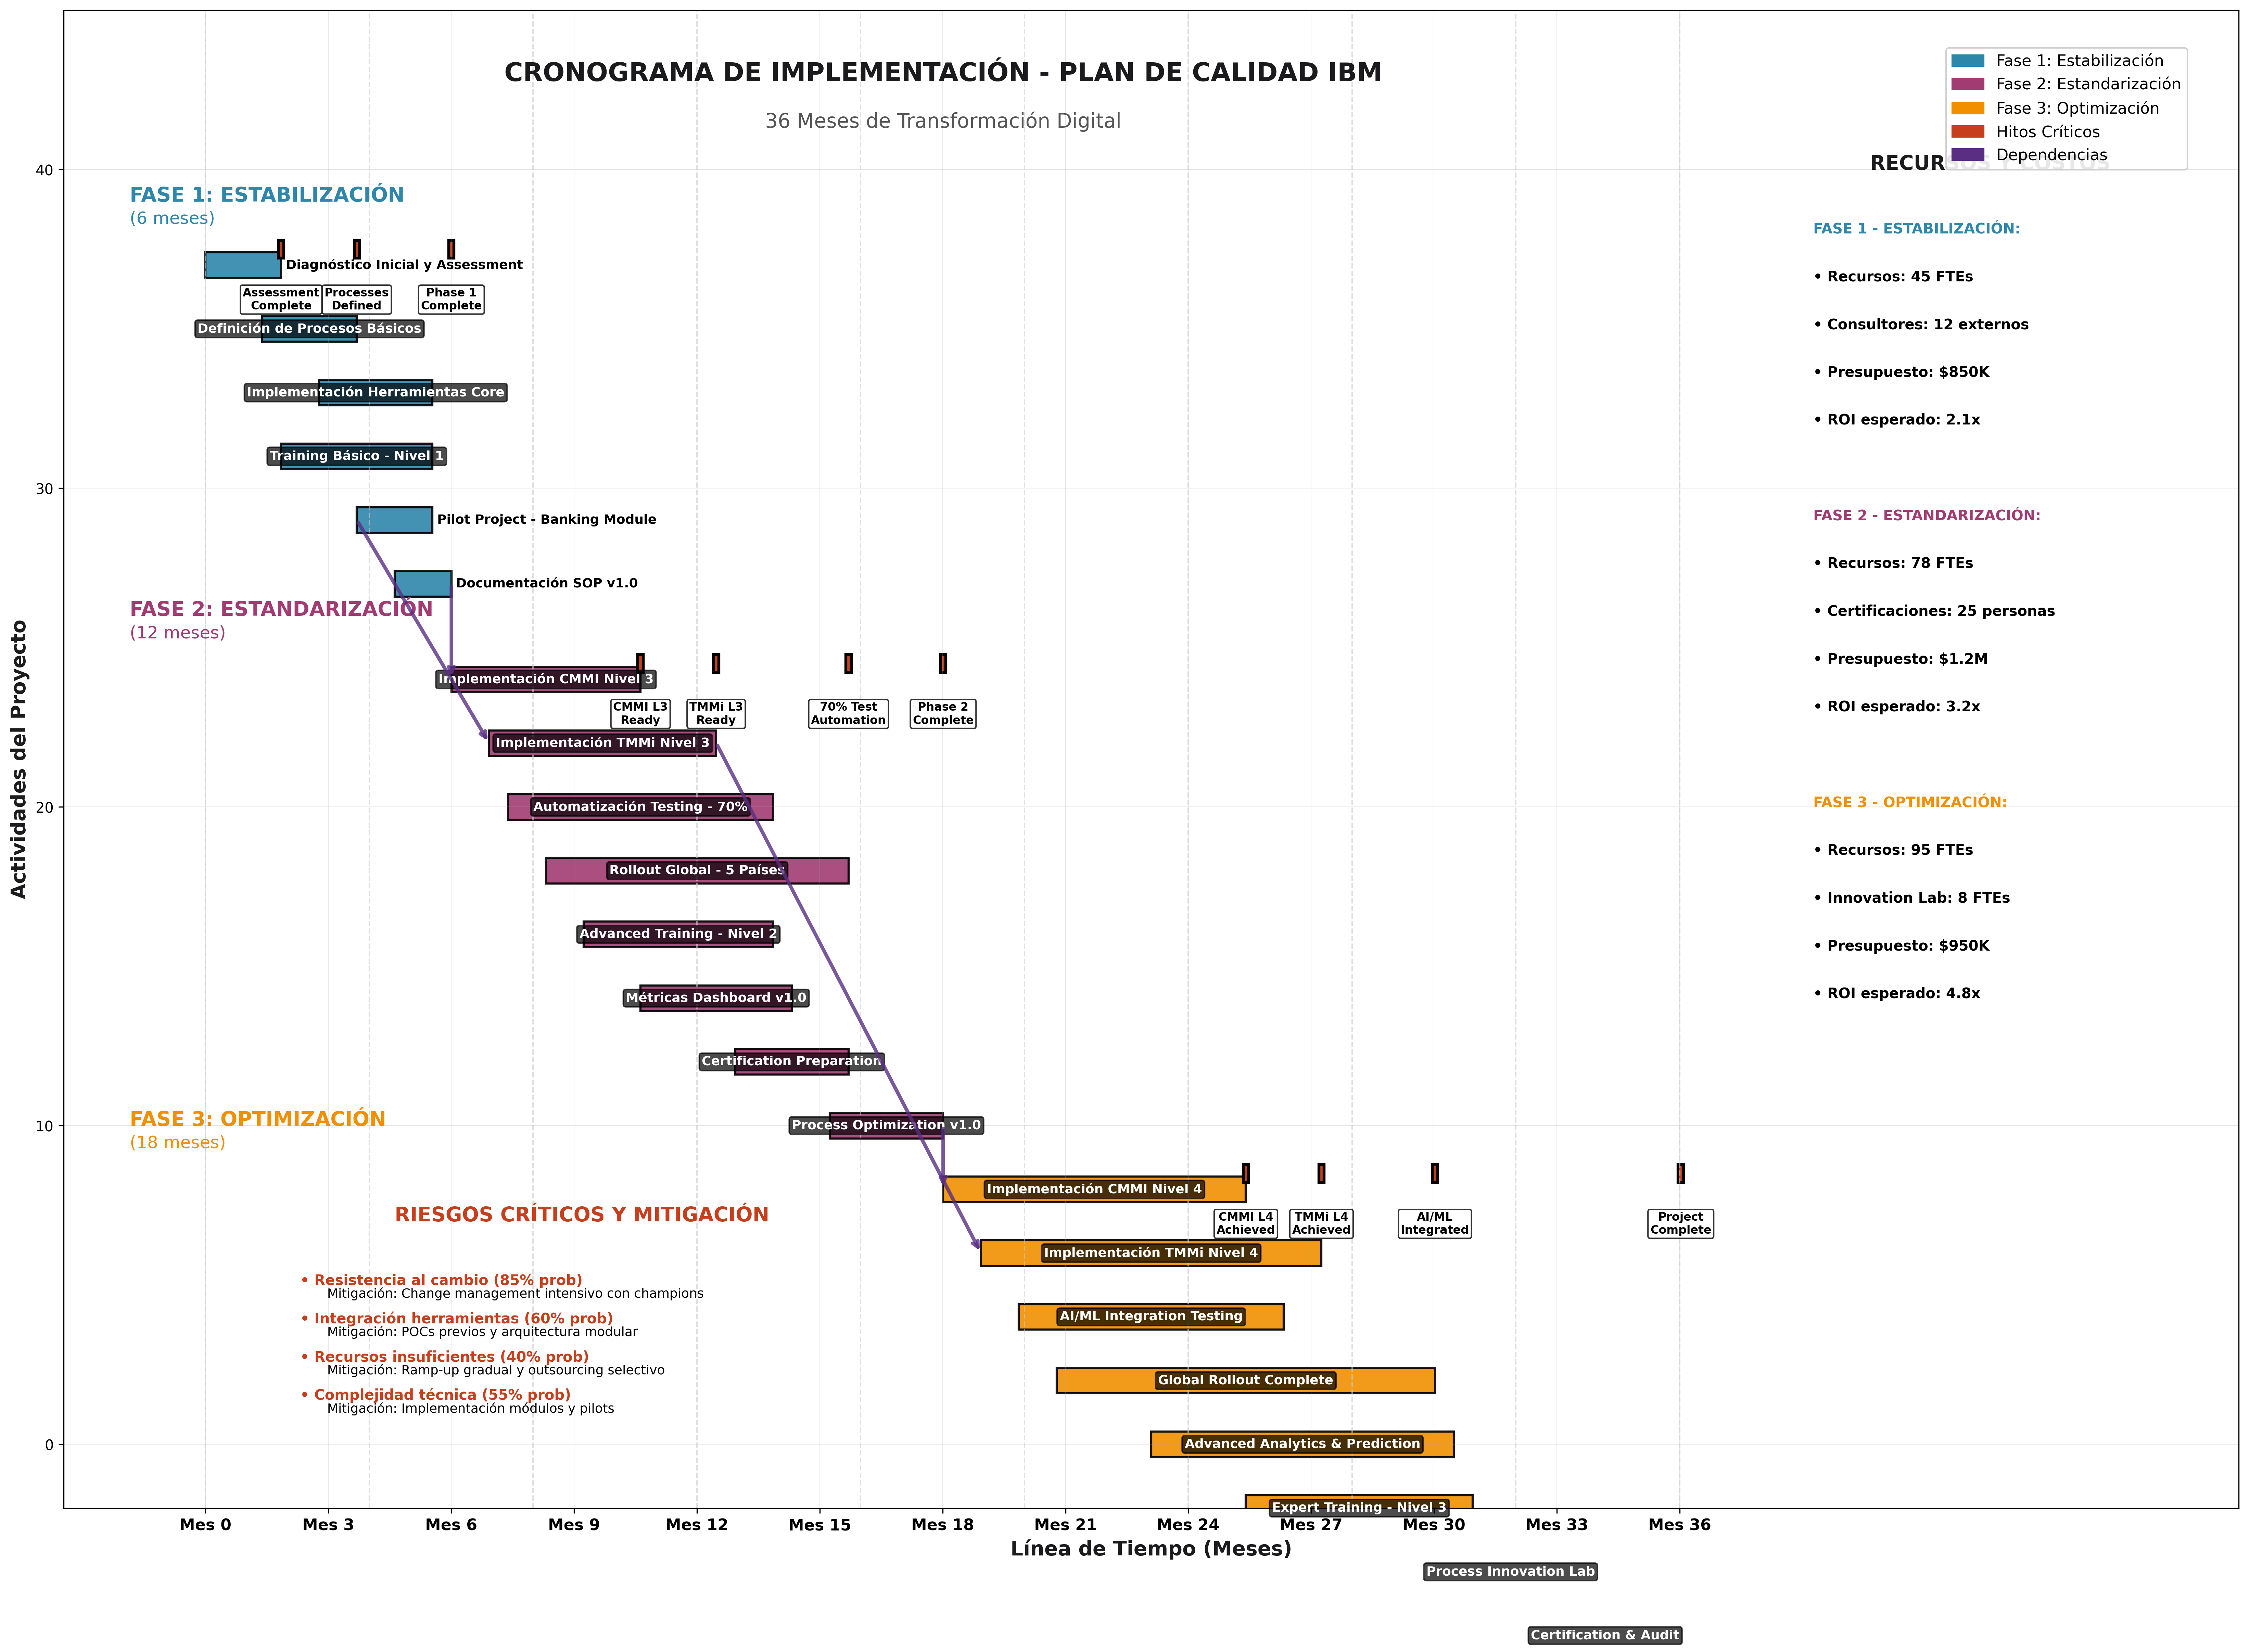 CRONOGRAMA DE IMPLEMENTACIÓN - PLAN DE CALIDAD IBM
36 Meses de Transformación Digital
Fase 1: Estabilización
Fase 2: Estandarización
Fase 3: Optimización
Hitos Críticos
Dependencias
RECURSOS Y COSTOS
Actividades del Proyecto
40
30
20
10
0
FASE 1: ESTABILIZACIÓN
(6 meses)
Diagnóstico Inicial y Assessment
Assessment
Complete
Processes
Defined
Phase 1
Complete
Definición de Procesos Básicos
Implementación Herramientas Core
Training Básico - Nivel 1
Pilot Project - Banking Module
Documentación SOP v1.0
FASE 2: ESTANDARIZACIÓN
(12 meses)
Implementación CMMI Nivel 3
CMMI L3
Ready
TMMi L3
Ready
70% Test
Automation
Phase 2
Complete
Implementación TMMi Nivel 3
Automatización Testing - 70%
Rollout Global - 5 Países
Advanced Training - Nivel 2
Métricas Dashboard v1.0
Certification Preparation
Process Optimization v1.0
FASE 3: OPTIMIZACIÓN
(18 meses)
Implementación CMMI Nivel 4
CMMI L4
Achieved
TMMi L4
Achieved
AI/ML
Integrated
Project
Complete
Implementación TMMi Nivel 4
AI/ML Integration Testing
Global Rollout Complete
Advanced Analytics & Prediction
Expert Training - Nivel 3
Process Innovation Lab
Certification & Audit
RIESGOS CRÍTICOS Y MITIGACIÓN
• Resistencia al cambio (85% prob)
Mitigación: Change management intensivo con champions
• Integración herramientas (60% prob)
Mitigación: POCs previos y arquitectura modular
• Recursos insuficientes (40% prob)
Mitigación: Ramp-up gradual y outsourcing selectivo
• Complejidad técnica (55% prob)
Mitigación: Implementación módulos y pilots
FASE 1 - ESTABILIZACIÓN:
• Recursos: 45 FTEs
• Consultores: 12 externos
• Presupuesto: $850K
• ROI esperado: 2.1x
FASE 2 - ESTANDARIZACIÓN:
• Recursos: 78 FTEs
• Certificaciones: 25 personas
• Presupuesto: $1.2M
• ROI esperado: 3.2x
FASE 3 - OPTIMIZACIÓN:
• Recursos: 95 FTEs
• Innovation Lab: 8 FTEs
• Presupuesto: $950K
• ROI esperado: 4.8x
Mes 0
Mes 3
Mes 6
Mes 9
Mes 12
Mes 15
Mes 18
Mes 21
Mes 24
Mes 27
Mes 30
Mes 33
Mes 36
Línea de Tiempo (Meses)